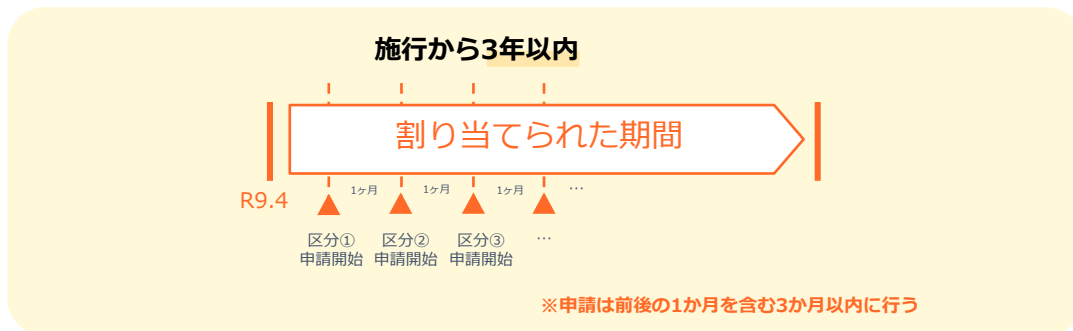 施行から3年以内
割り当てられた期間
R9.4
1ヶ月
1ヶ月
1ヶ月
…
区分①
申請開始
区分②
申請開始
区分③
申請開始
…
※申請は前後の1か月を含む3か月以内に行う